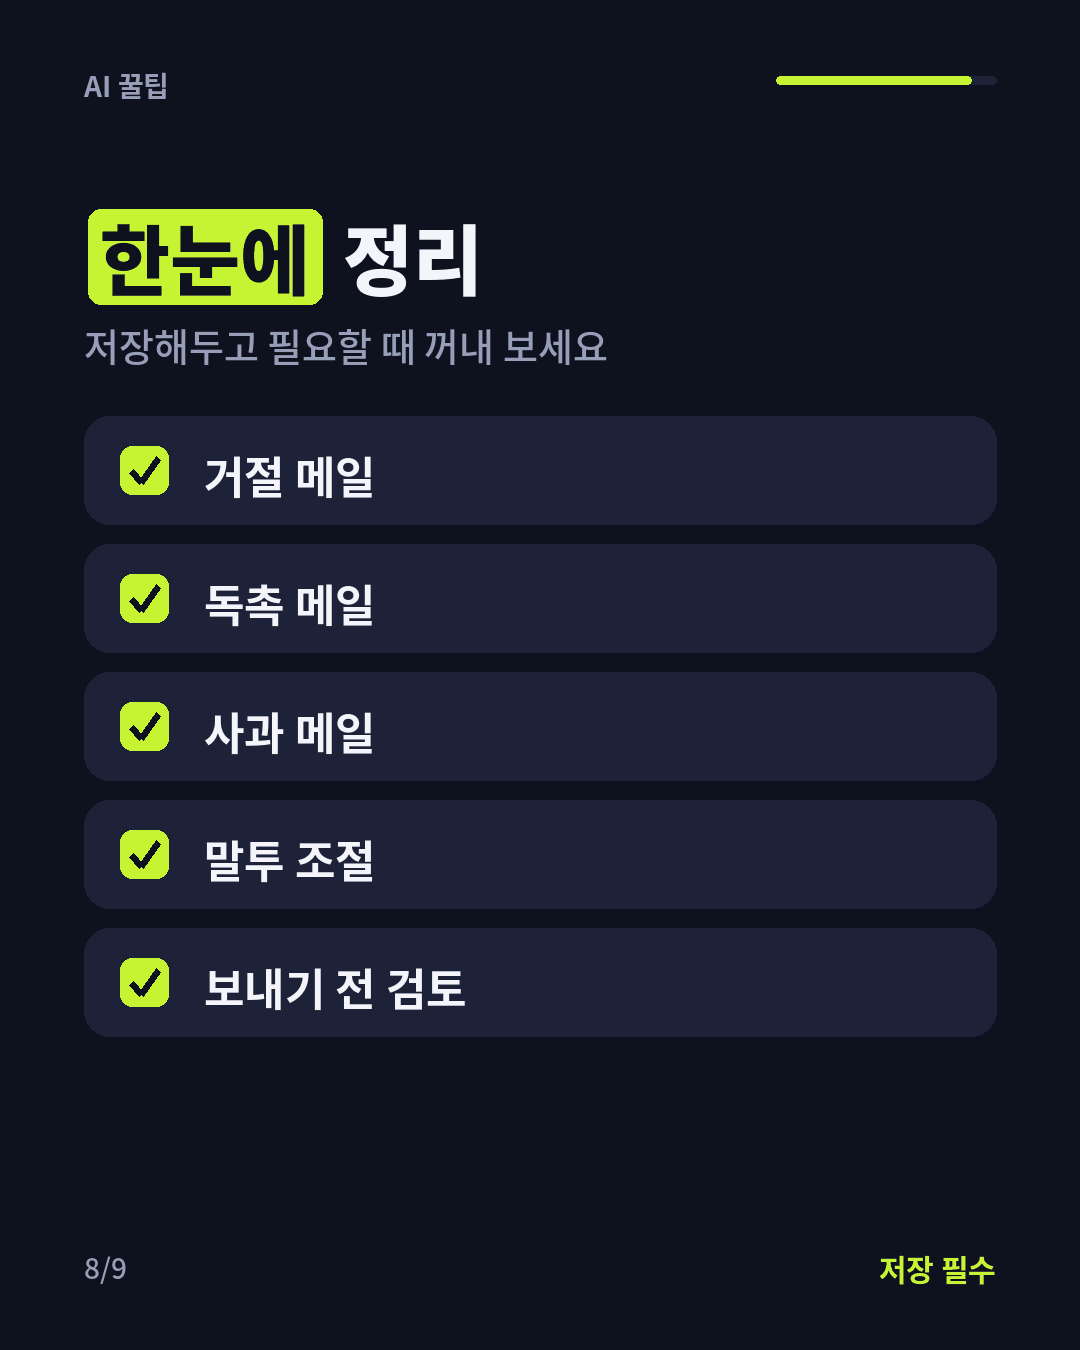 AI 꿀팁
한눈에 정리
저장해두고 필요할 때 꺼내 보세요
거절 메일
독촉 메일
사과 메일
말투 조절
보내기 전 검토
8/9
저장 필수